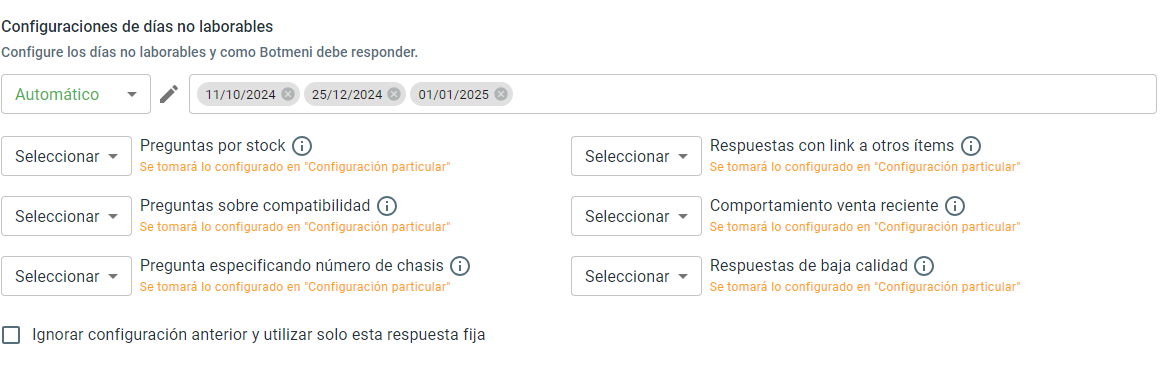 Configuraciones de días no laborables
Configure los días no laborables y como Botmeni debe responder.
Automático 11/10/2024 25/12/2024 01/01/2025
Seleccionar Preguntas por stock
Se tomará lo configurado en "Configuración particular"
Seleccionar Respuestas con link a otros ítems
Se tomará lo configurado en "Configuración particular"
Seleccionar Preguntas sobre compatibilidad
Se tomará lo configurado en "Configuración particular"
Seleccionar Comportamiento venta reciente
Se tomará lo configurado en "Configuración particular"
Seleccionar Pregunta especificando número de chasis
Se tomará lo configurado en "Configuración particular"
Seleccionar Respuestas de baja calidad
Se tomará lo configurado en "Configuración particular"
Ignorar configuración anterior y utilizar solo esta respuesta fija